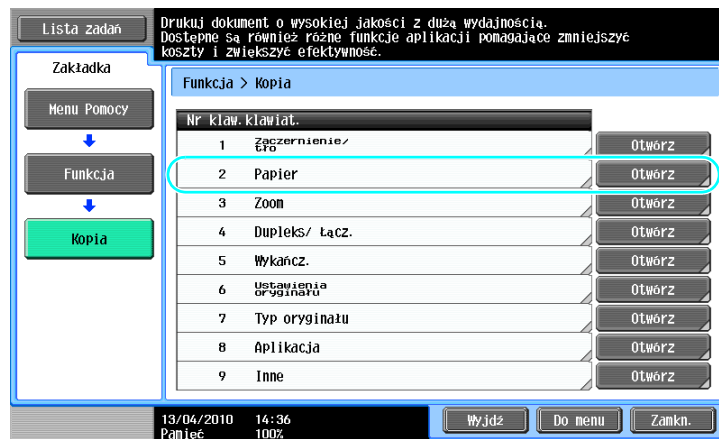 Lista zadań
Drukuj dokument o wysokiej jakości z dużą wydajnością.
Dostępne są również różne funkcje aplikacji pomagające zmniejszyć
koszty i zwiększyć efektywność.
Zakładka
Menu Pomocy
Funkcja
Kopia
Funkcja > Kopia
Nr klaw. klawiat.
1 Zaczernienie/
tło
Otwórz
2 Papier Otwórz
3 Zoom Otwórz
4 Dupleks/ Łącz. Otwórz
5 Wykańcz. Otwórz
6 Ustawienia
oryginału
Otwórz
7 Typ oryginału Otwórz
8 Aplikacja Otwórz
9 Inne Otwórz
13/04/2010 14:36
Pamięć 100%
Wyjdź Do menu Zamkn.